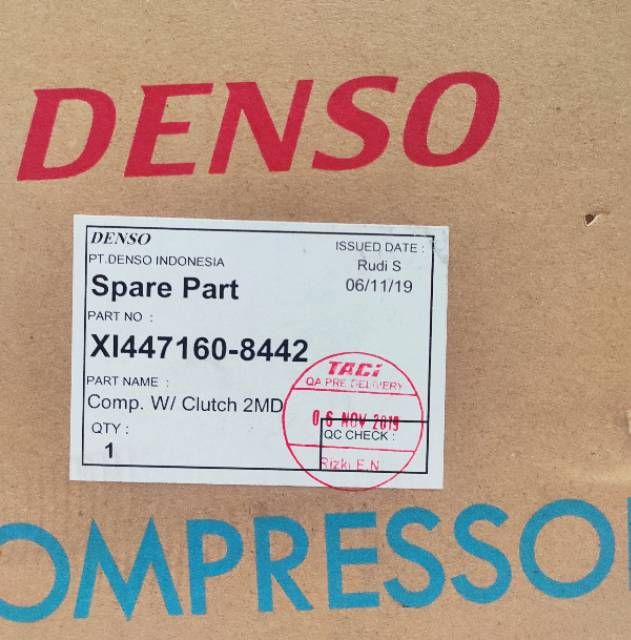 DENSO
DENSO
PT.DENSO INDONESIA
ISSUED DATE :
Rudi S
06/11/19
Spare Part
PART NO :
XI447160-8442
PART NAME :
Comp. W/ Clutch 2MD
QTY :
1
TACi
QA PRE DELIVERY
06 NOV 2019
QC CHECK :
Rizki E.N
OMPRESSO